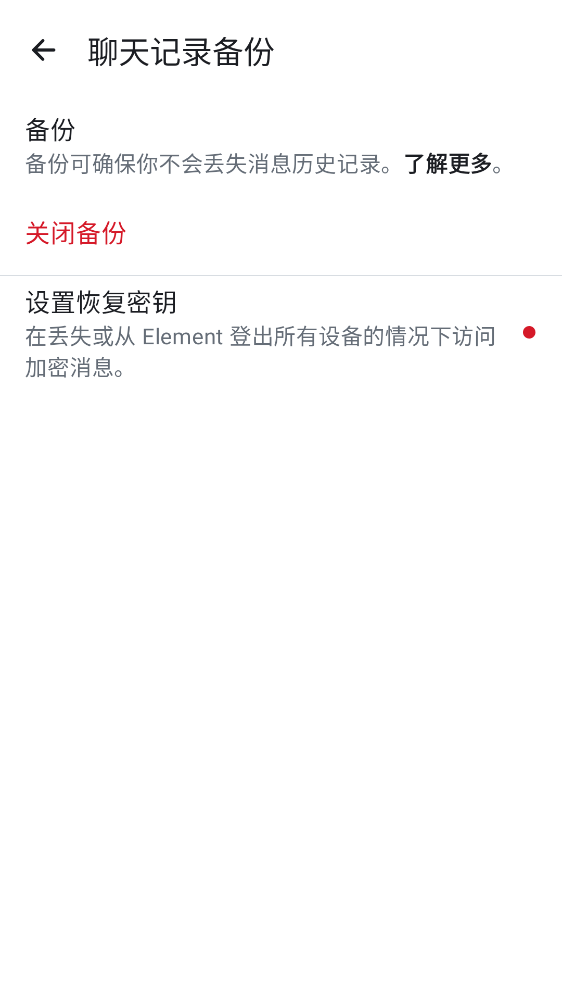 聊天记录备份
备份
备份可确保你不会丢失消息历史记录。了解更多。
关闭备份
设置恢复密钥
在丢失或从 Element 登出所有设备的情况下访问
加密消息。